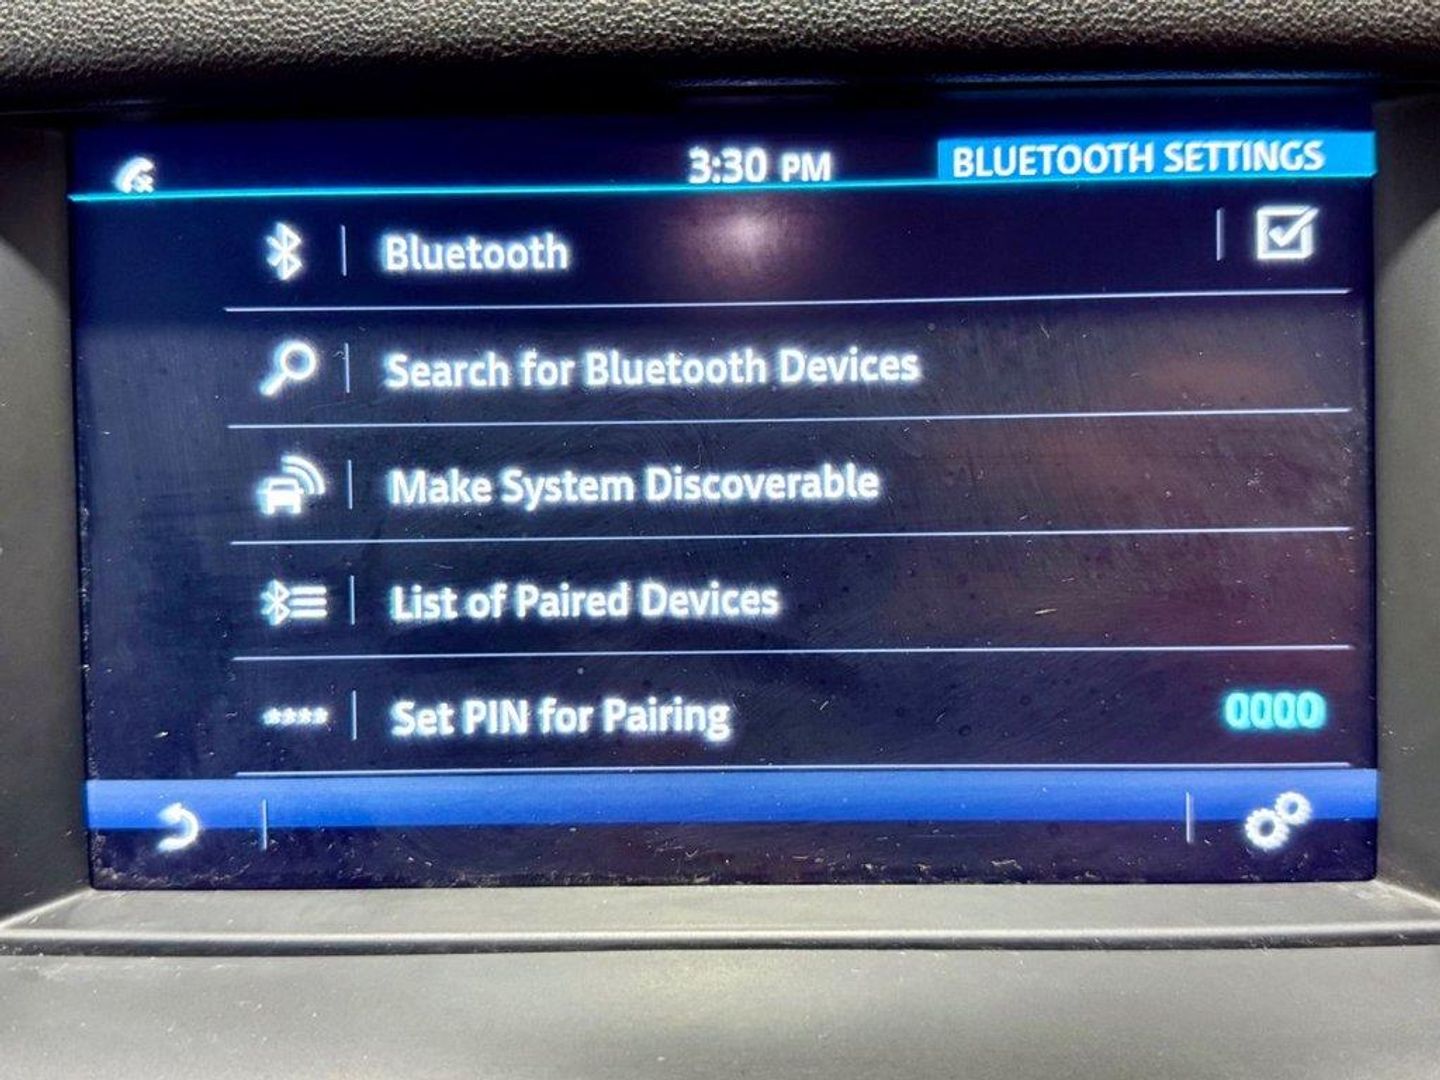 3:30 PM
BLUETOOTH SETTINGS
Bluetooth
Search for Bluetooth Devices
Make System Discoverable
List of Paired Devices
**** Set PIN for Pairing 0000